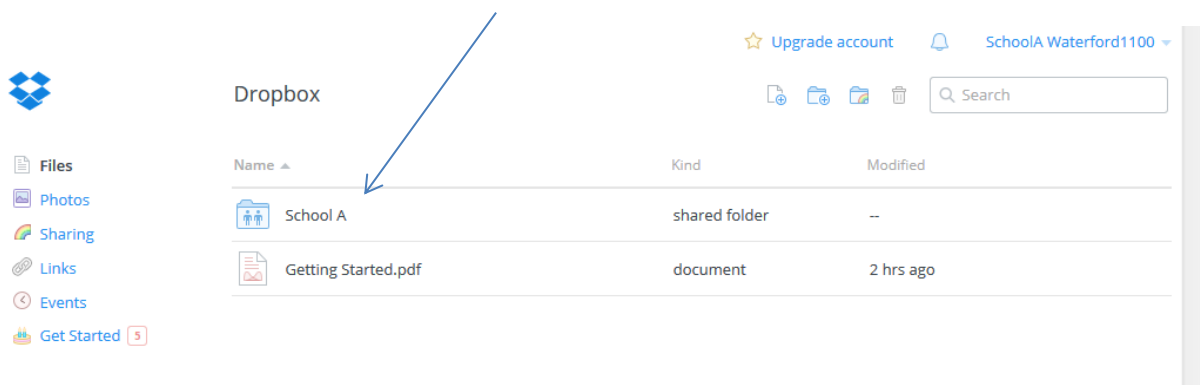 Upgrade account SchoolA Waterford1100
Dropbox Search
Files
Photos
Sharing
Links
Events
Get Started 5
Name Kind Modified
School A shared folder --
Getting Started.pdf document 2 hrs ago